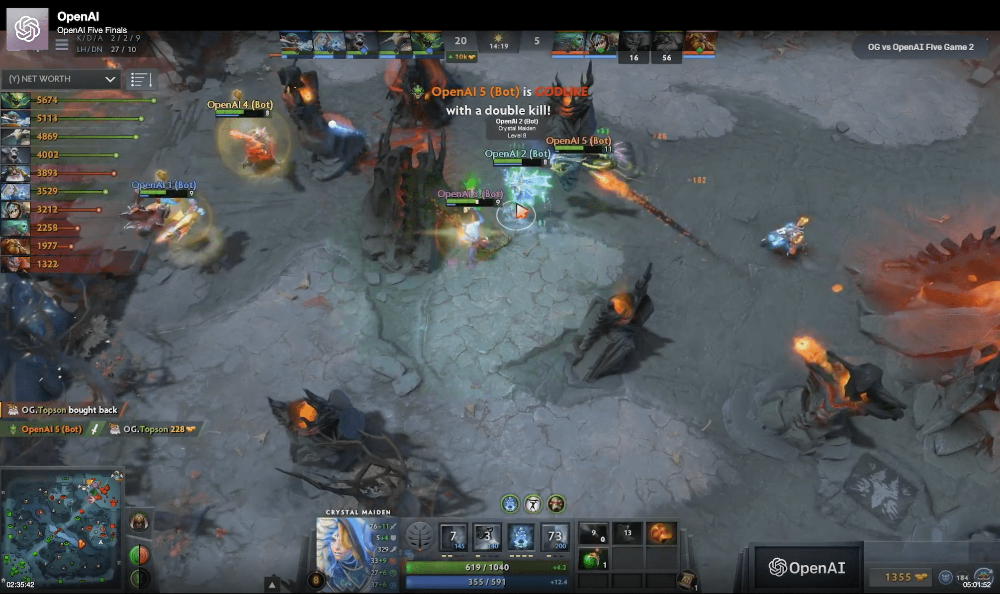 OpenAI
OpenAI Five Finals
K/D/A 2/2/9
LH/DN 27/10
20
14:19
5
10k
16
56
OG vs OpenAI FIve Game 2
(Y) NET WORTH
5674
5113
4869
4002
3893
3529
3212
2258
1977
1322
OpenAI 5 (Bot) is GODLIKE
with a double kill!
OpenAI 2 (Bot)
Crystal Maiden
Level 8
OpenAI 4 (Bot)
8
OpenAI 5 (Bot)
11
OpenAI 2 (Bot)
8
OpenAI 1 (Bot)
9
OpenAI 3 (Bot)
9
OG.Topson bought back
OpenAI 5 (Bot) OG.Topson 228
02:35:42
CRYSTAL MAIDEN
76+11
5+4
329
33+9
27+6
37+6
8
7
145
3
140
73
200
9
0
13
1
619 / 1040
+4.2
355 / 591
+12.4
1
OpenAI
1355
184
05:01:52